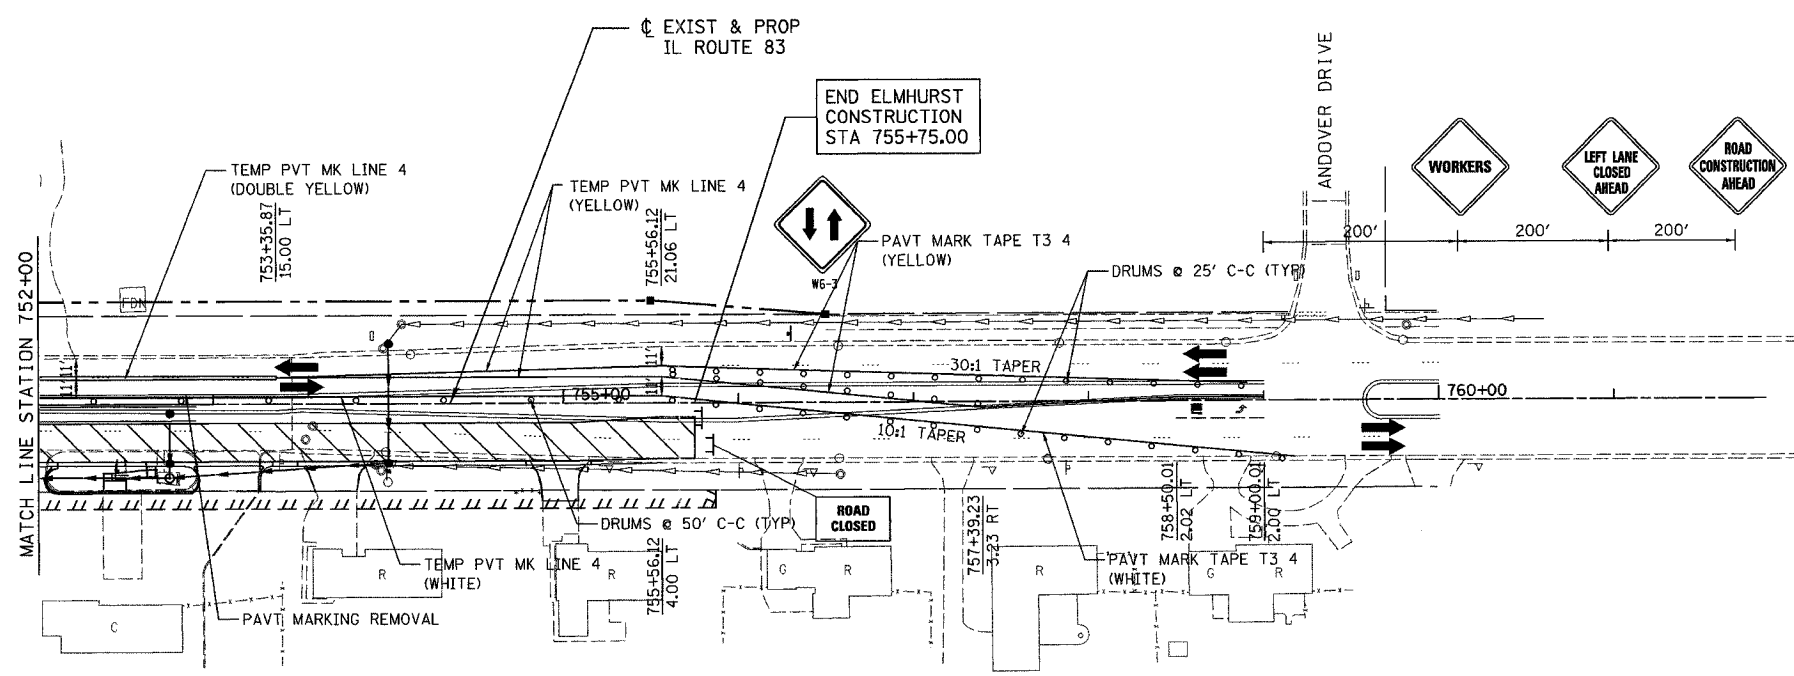 ℄ EXIST & PROP
IL ROUTE 83
END ELMHURST
CONSTRUCTION
STA 755+75.00
ANDOVER DRIVE
WORKERS
LEFT LANE
CLOSED
AHEAD
ROAD
CONSTRUCTION
AHEAD
TEMP PVT MK LINE 4
(DOUBLE YELLOW)
TEMP PVT MK LINE 4
(YELLOW)
753+35.87
15.00 LT
755+56.12
21.06 LT
W6-3
PAVT MARK TAPE T3 4
(YELLOW)
DRUMS @ 25' C-C (TYP)
200'
200'
200'
MATCH LINE STATION 752+00
FDN
11'
11'
11'
11'
30:1 TAPER
755+00
760+00
10:1 TAPER
ROAD
CLOSED
DRUMS @ 50' C-C (TYP)
TEMP PVT MK LINE 4
(WHITE)
PAVT MARKING REMOVAL
755+56.12
4.00 LT
757+39.23
3.23 RT
758+50.01
2.02 LT
759+00.01
2.00 LT
PAVT MARK TAPE T3 4
(WHITE)
C
R
R
G
R
R
G
R